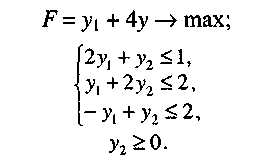 F = y₁ + 4y → max;
2y₁ + y₂ ≤ 1,
y₁ + 2y₂ ≤ 2,
− y₁ + y₂ ≤ 2,
y₂ ≥ 0.